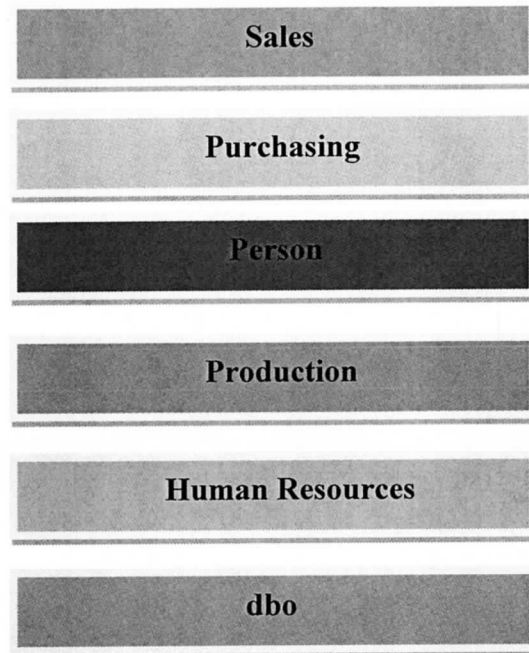 Sales
Purchasing
Person
Production
Human Resources
dbo